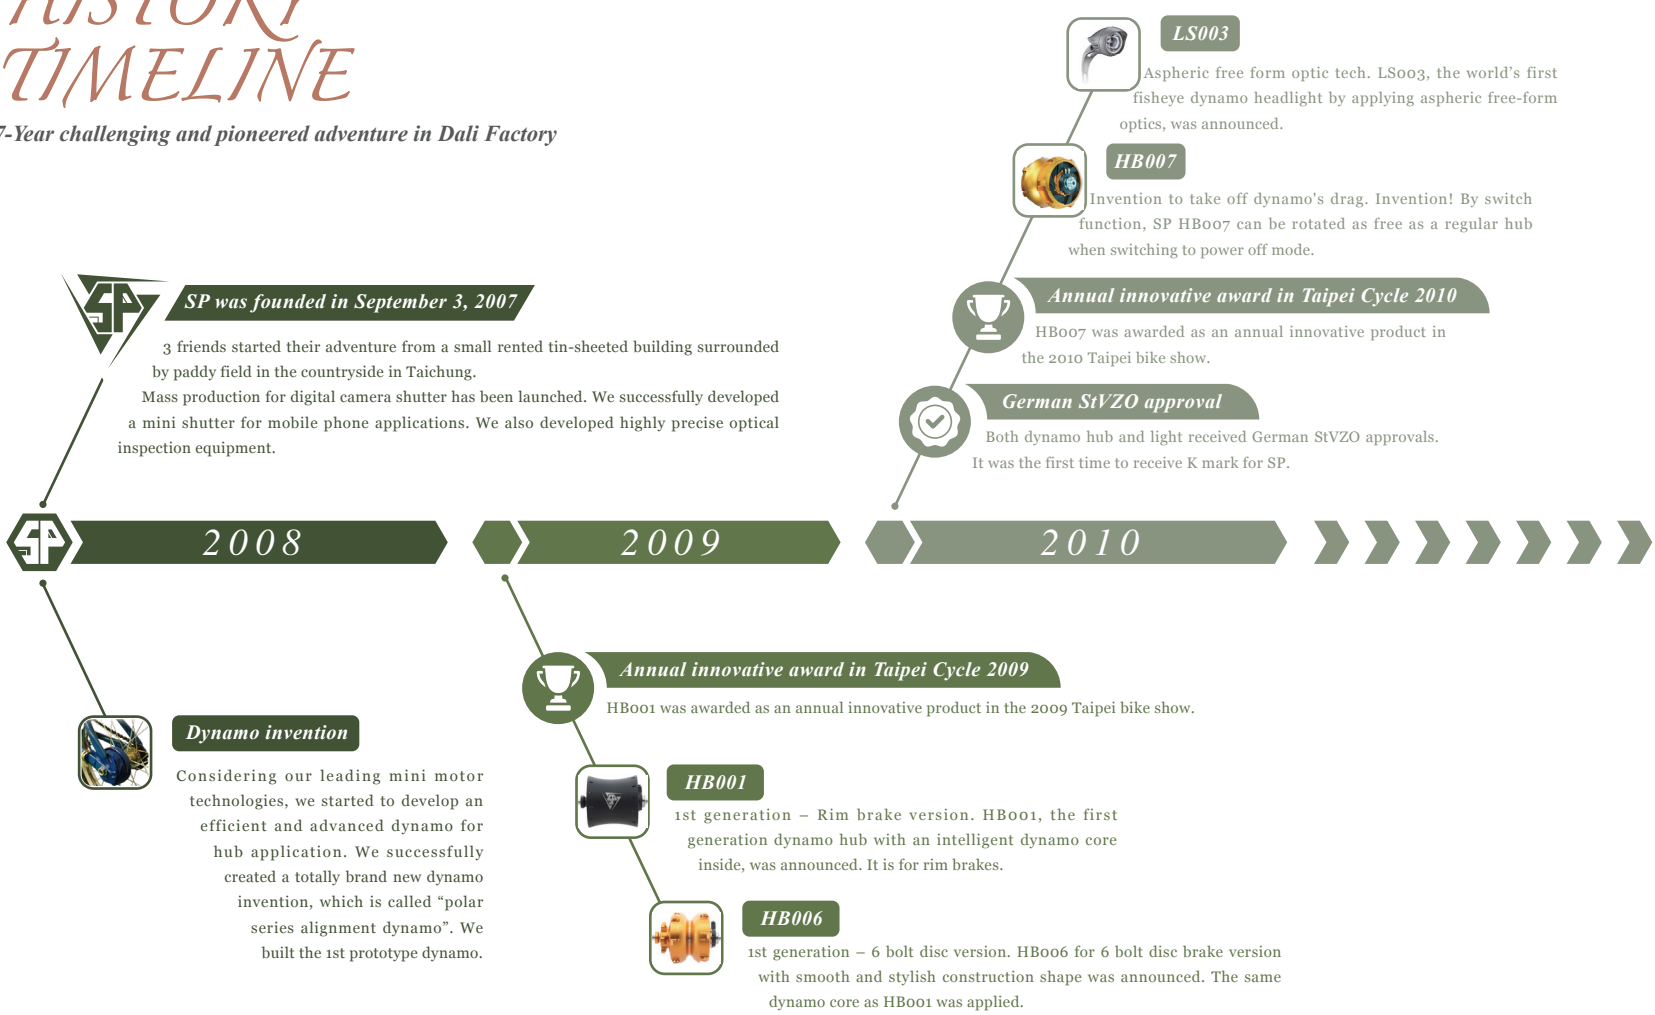 HISTORY
TIMELINE
7-Year challenging and pioneered adventure in Dali Factory
SP
SP was founded in September 3, 2007
3 friends started their adventure from a small rented tin-sheeted building surrounded
by paddy field in the countryside in Taichung.
Mass production for digital camera shutter has been launched. We successfully developed
a mini shutter for mobile phone applications. We also developed highly precise optical
inspection equipment.
LS003
Aspheric free form optic tech. LS003, the world’s first
fisheye dynamo headlight by applying aspheric free-form
optics, was announced.
HB007
Invention to take off dynamo's drag. Invention! By switch
function, SP HB007 can be rotated as free as a regular hub
when switching to power off mode.
Annual innovative award in Taipei Cycle 2010
HB007 was awarded as an annual innovative product in
the 2010 Taipei bike show.
German StVZO approval
Both dynamo hub and light received German StVZO approvals.
It was the first time to receive K mark for SP.
SP
2008
2009
2010
Dynamo invention
Considering our leading mini motor
technologies, we started to develop an
efficient and advanced dynamo for
hub application. We successfully
created a totally brand new dynamo
invention, which is called “polar
series alignment dynamo”. We
built the 1st prototype dynamo.
Annual innovative award in Taipei Cycle 2009
HB001 was awarded as an annual innovative product in the 2009 Taipei bike show.
HB001
1st generation – Rim brake version. HB001, the first
generation dynamo hub with an intelligent dynamo core
inside, was announced. It is for rim brakes.
HB006
1st generation – 6 bolt disc version. HB006 for 6 bolt disc brake version
with smooth and stylish construction shape was announced. The same
dynamo core as HB001 was applied.